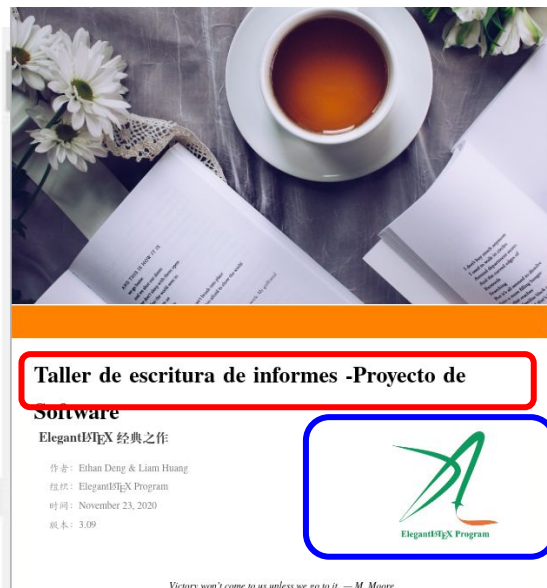 Taller de escritura de informes -Proyecto de
Software
ElegantLATEX 经典之作
作者：Ethan Deng & Liam Huang
组织：ElegantLATEX Program
时间：November 23, 2020
版本：3.09
ElegantLATEX Program
Victory won't come to us unless we go to it. — M. Moore